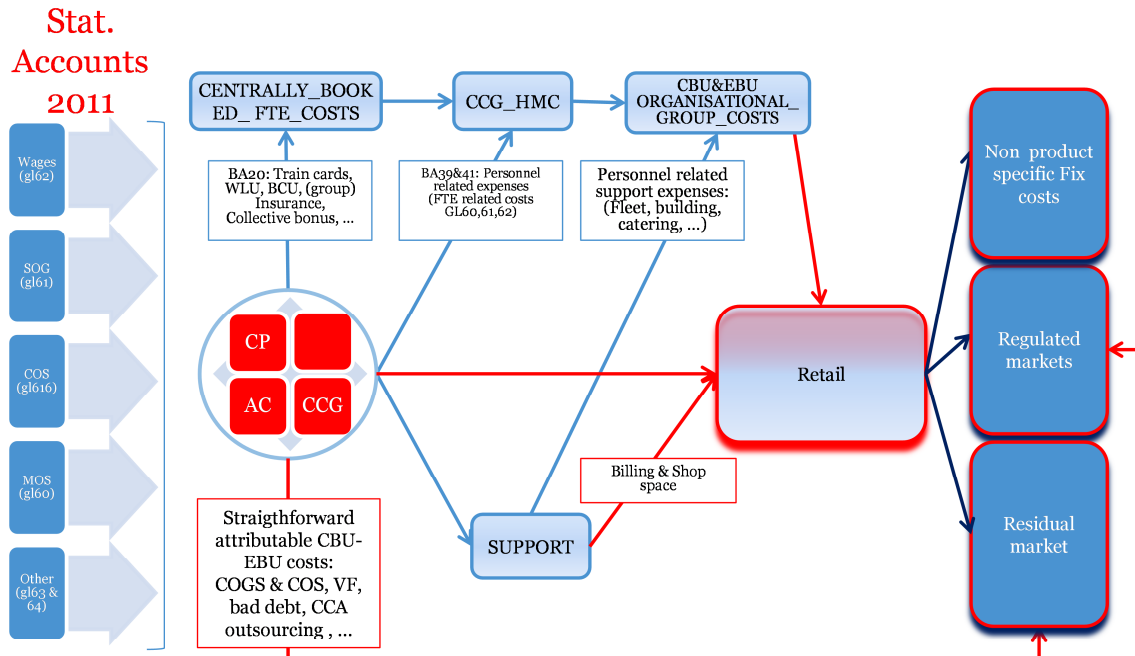 Stat.
Accounts
2011
Wages
(gl62)
SOG
(gl61)
COS
(gl616)
MOS
(gl60)
Other
(gl63 &
64)
CENTRALLY_BOOK
ED_ FTE_COSTS
CCG_HMC
CBU&EBU
ORGANISATIONAL_
GROUP_COSTS
BA20: Train cards,
WLU, BCU, (group)
Insurance,
Collective bonus, ...
BA39&41: Personnel
related expenses
(FTE related costs
GL60,61,62)
Personnel related
support expenses:
(Fleet, building,
catering, ...)
CP
AC
CCG
Retail
Billing & Shop
space
SUPPORT
Straigthforward
attributable CBU-
EBU costs:
COGS & COS, VF,
bad debt, CCA
outsourcing , ...
Non product
specific Fix
costs
Regulated
markets
Residual
market